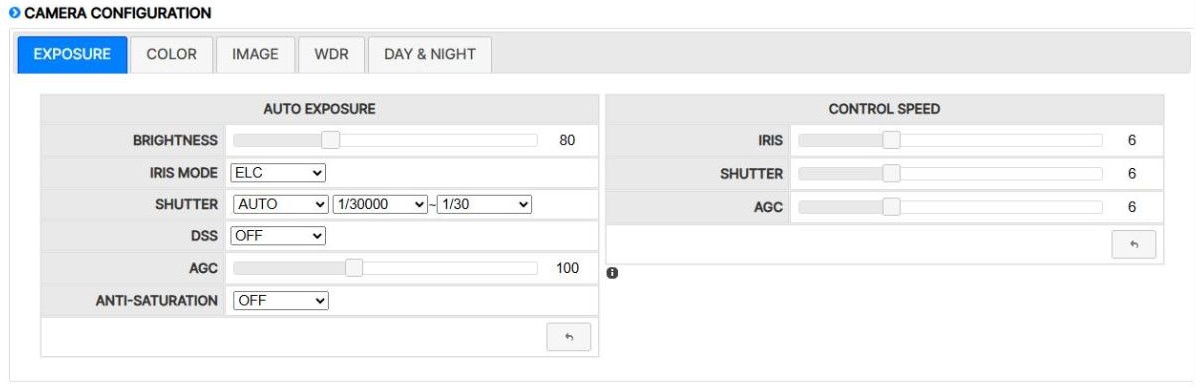 CAMERA CONFIGURATION
EXPOSURE COLOR IMAGE WDR DAY & NIGHT
AUTO EXPOSURE
BRIGHTNESS 80
IRIS MODE ELC
SHUTTER AUTO 1/30000 ~ 1/30
DSS OFF
AGC 100
ANTI-SATURATION OFF
CONTROL SPEED
IRIS 6
SHUTTER 6
AGC 6